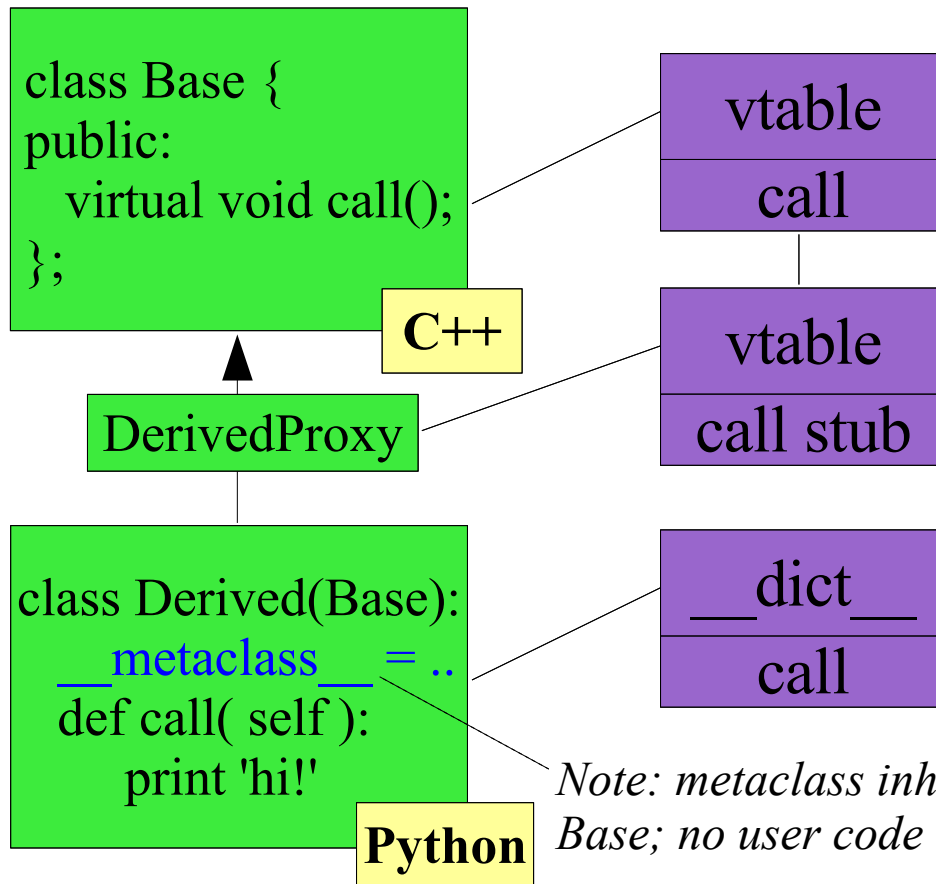 class Base {
public:
virtual void call();
};
C++
vtable
call
DerivedProxy
vtable
call stub
class Derived(Base):
__metaclass__ = ..
def call( self ):
print 'hi!'
Python
__dict__
call
Note: metaclass inh
Base; no user code